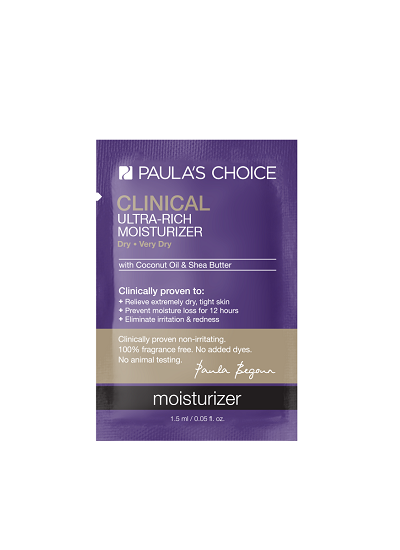 PAULA'S CHOICE
CLINICAL
ULTRA-RICH
MOISTURIZER
Dry • Very Dry
with Coconut Oil & Shea Butter
Clinically proven to:
+ Relieve extremely dry, tight skin
+ Prevent moisture loss for 12 hours
+ Eliminate irritation & redness
Clinically proven non-irritating.
100% fragrance free. No added dyes.
No animal testing.
Paula Begoun
moisturizer
1.5 ml / 0.05 fl. oz.